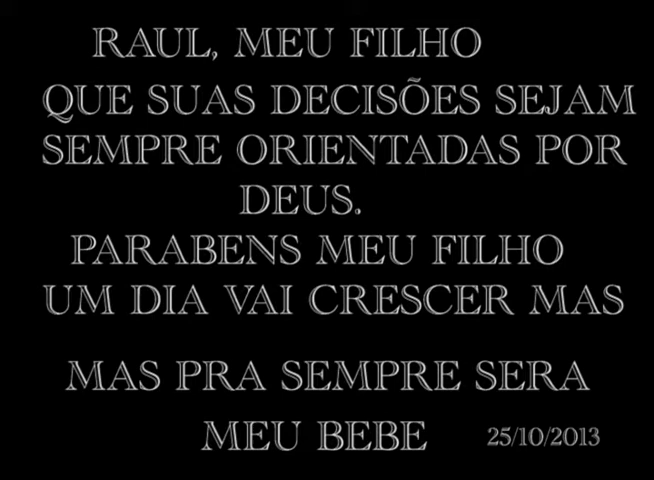 RAUL, MEU FILHO
QUE SUAS DECISÕES SEJAM
SEMPRE ORIENTADAS POR
DEUS.
PARABENS MEU FILHO
UM DIA VAI CRESCER MAS
MAS PRA SEMPRE SERA
MEU BEBE 25/10/2013